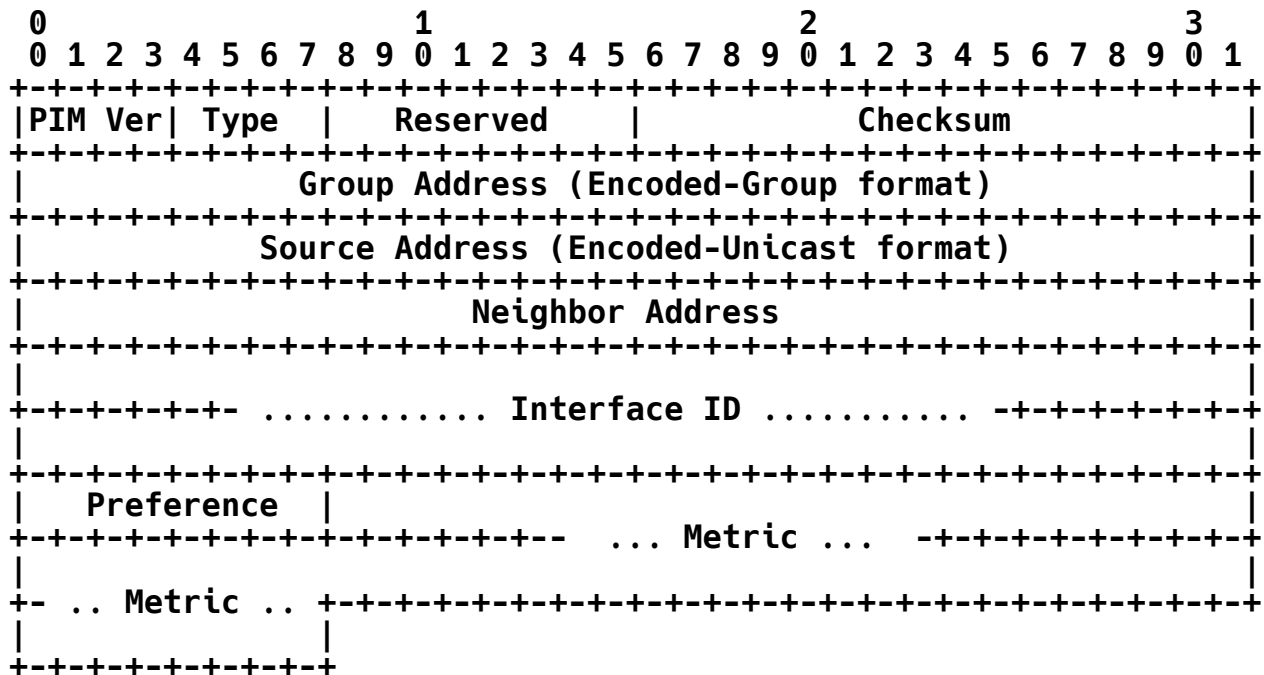 0                   1                   2                   3
 0 1 2 3 4 5 6 7 8 9 0 1 2 3 4 5 6 7 8 9 0 1 2 3 4 5 6 7 8 9 0 1
+-+-+-+-+-+-+-+-+-+-+-+-+-+-+-+-+-+-+-+-+-+-+-+-+-+-+-+-+-+-+-+-+
|PIM Ver| Type  |   Reserved    |           Checksum            |
+-+-+-+-+-+-+-+-+-+-+-+-+-+-+-+-+-+-+-+-+-+-+-+-+-+-+-+-+-+-+-+-+
|              Group Address (Encoded-Group format)             |
+-+-+-+-+-+-+-+-+-+-+-+-+-+-+-+-+-+-+-+-+-+-+-+-+-+-+-+-+-+-+-+-+
|            Source Address (Encoded-Unicast format)            |
+-+-+-+-+-+-+-+-+-+-+-+-+-+-+-+-+-+-+-+-+-+-+-+-+-+-+-+-+-+-+-+-+
|                       Neighbor Address                        |
+-+-+-+-+-+-+-+-+-+-+-+-+-+-+-+-+-+-+-+-+-+-+-+-+-+-+-+-+-+-+-+-+
|                                                               |
+-+-+-+-+-+- ............ Interface ID ........... -+-+-+-+-+-+-+
|                                                               |
+-+-+-+-+-+-+-+-+-+-+-+-+-+-+-+-+-+-+-+-+-+-+-+-+-+-+-+-+-+-+-+-+
|   Preference  |                                               |
+-+-+-+-+-+-+-+-+-+-+-+-+-+--  ... Metric ...  -+-+-+-+-+-+-+-+-+
|                                                               |
+- .. Metric .. +-+-+-+-+-+-+-+-+-+-+-+-+-+-+-+-+-+-+-+-+-+-+-+-+
|               |
+-+-+-+-+-+-+-+-+